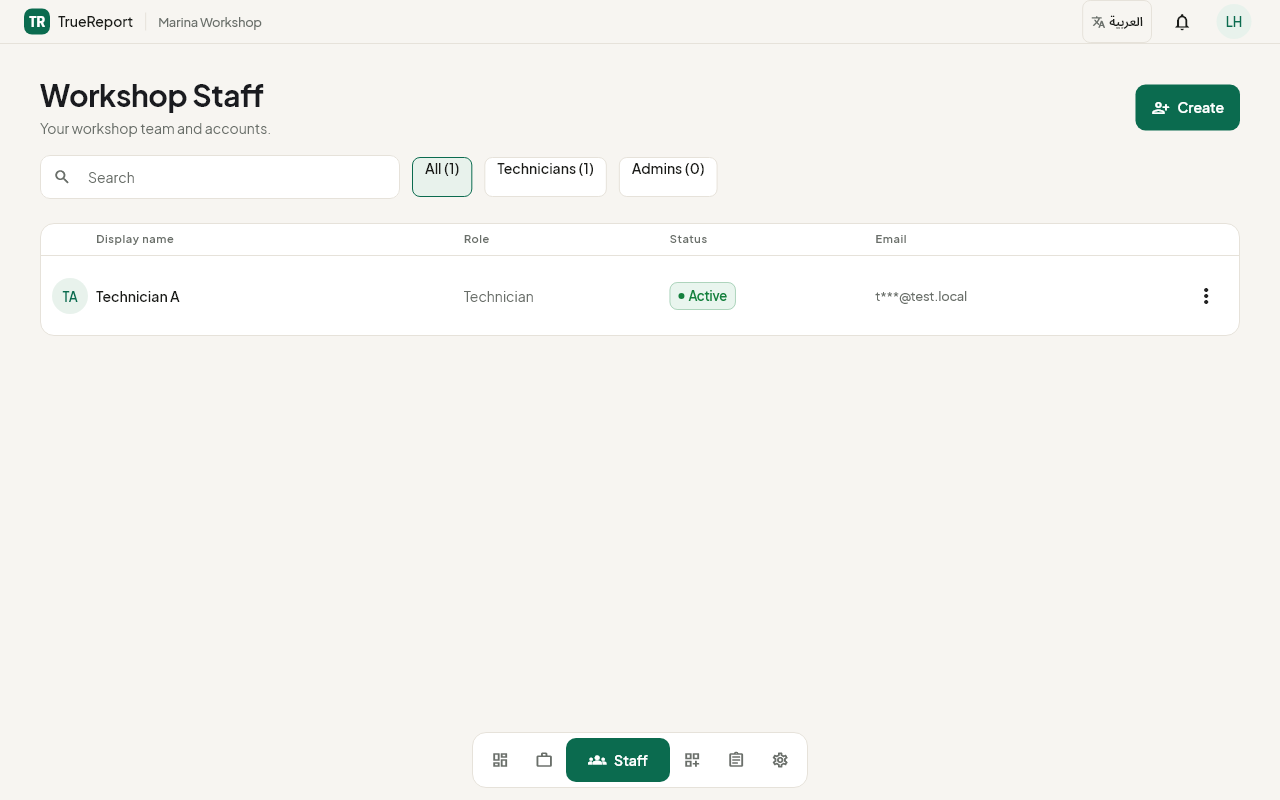 TR TrueReport Marina Workshop العربية LH
Workshop Staff
Your workshop team and accounts.
Create
Search All (1) Technicians (1) Admins (0)
Display name Role Status Email
TA Technician A Technician Active t***@test.local
Staff